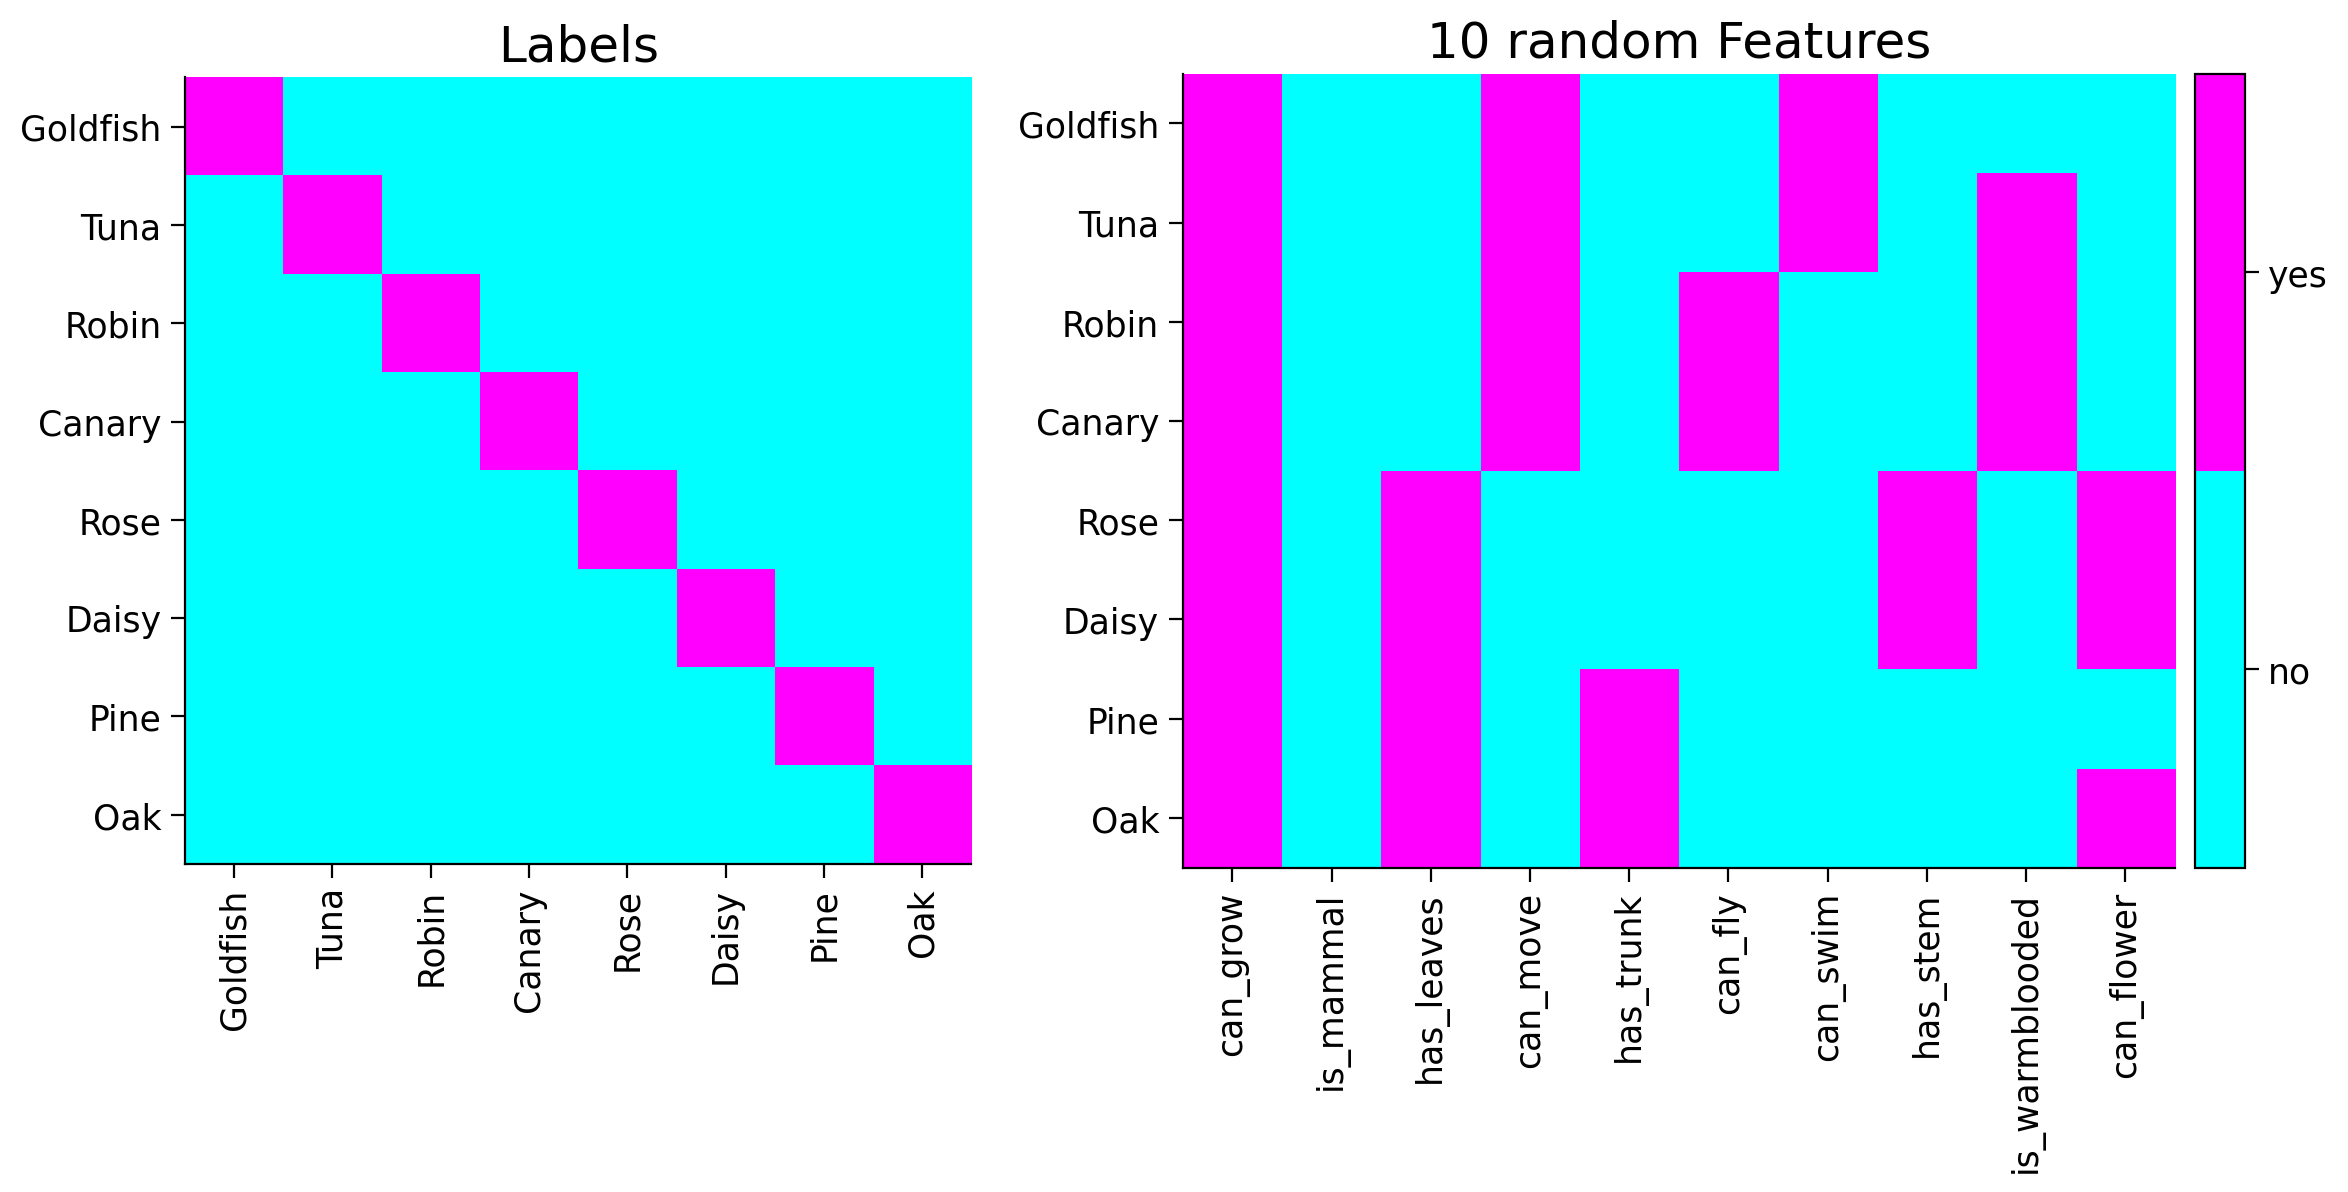 Labels
Goldfish
Tuna
Robin
Canary
Rose
Daisy
Pine
Oak
Goldfish
Tuna
Robin
Canary
Rose
Daisy
Pine
Oak
10 random Features
Goldfish
Tuna
Robin
Canary
Rose
Daisy
Pine
Oak
can_grow
is_mammal
has_leaves
can_move
has_trunk
can_fly
can_swim
has_stem
is_warmblooded
can_flower
yes
no